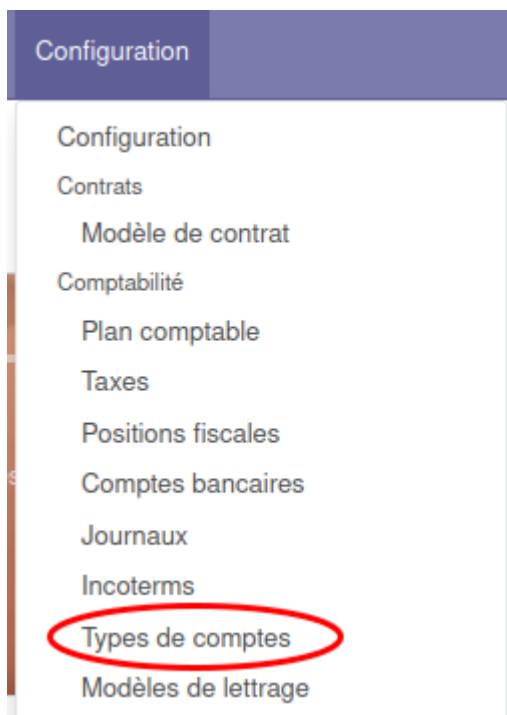 Configuration
Configuration
Contrats
Modèle de contrat
Comptabilité
Plan comptable
Taxes
Positions fiscales
Comptes bancaires
Journaux
Incoterms
Types de comptes
Modèles de lettrage